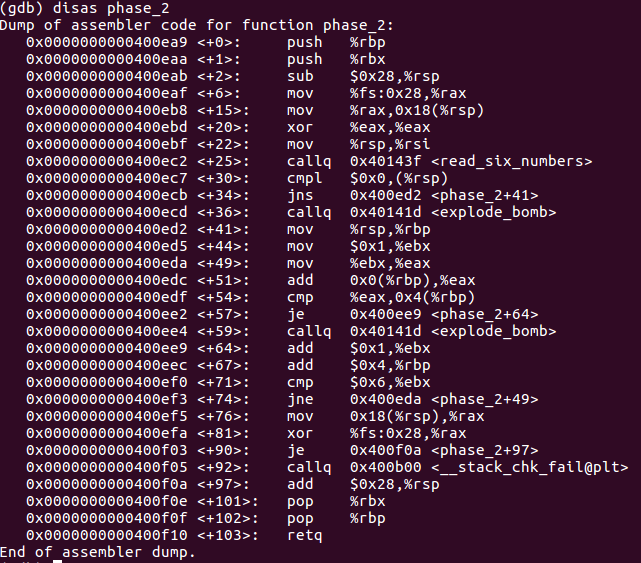 (gdb) disas phase_2
Dump of assembler code for function phase_2:
   0x0000000000400ea9 <+0>:     push   %rbp
   0x0000000000400eaa <+1>:     push   %rbx
   0x0000000000400eab <+2>:     sub    $0x28,%rsp
   0x0000000000400eaf <+6>:     mov    %fs:0x28,%rax
   0x0000000000400eb8 <+15>:    mov    %rax,0x18(%rsp)
   0x0000000000400ebd <+20>:    xor    %eax,%eax
   0x0000000000400ebf <+22>:    mov    %rsp,%rsi
   0x0000000000400ec2 <+25>:    callq  0x40143f <read_six_numbers>
   0x0000000000400ec7 <+30>:    cmpl   $0x0,(%rsp)
   0x0000000000400ecb <+34>:    jns    0x400ed2 <phase_2+41>
   0x0000000000400ecd <+36>:    callq  0x40141d <explode_bomb>
   0x0000000000400ed2 <+41>:    mov    %rsp,%rbp
   0x0000000000400ed5 <+44>:    mov    $0x1,%ebx
   0x0000000000400eda <+49>:    mov    %ebx,%eax
   0x0000000000400edc <+51>:    add    0x0(%rbp),%eax
   0x0000000000400edf <+54>:    cmp    %eax,0x4(%rbp)
   0x0000000000400ee2 <+57>:    je     0x400ee9 <phase_2+64>
   0x0000000000400ee4 <+59>:    callq  0x40141d <explode_bomb>
   0x0000000000400ee9 <+64>:    add    $0x1,%ebx
   0x0000000000400eec <+67>:    add    $0x4,%rbp
   0x0000000000400ef0 <+71>:    cmp    $0x6,%ebx
   0x0000000000400ef3 <+74>:    jne    0x400eda <phase_2+49>
   0x0000000000400ef5 <+76>:    mov    0x18(%rsp),%rax
   0x0000000000400efa <+81>:    xor    %fs:0x28,%rax
   0x0000000000400f03 <+90>:    je     0x400f0a <phase_2+97>
   0x0000000000400f05 <+92>:    callq  0x400b00 <__stack_chk_fail@plt>
   0x0000000000400f0a <+97>:    add    $0x28,%rsp
   0x0000000000400f0e <+101>:   pop    %rbx
   0x0000000000400f0f <+102>:   pop    %rbp
   0x0000000000400f10 <+103>:   retq
End of assembler dump.